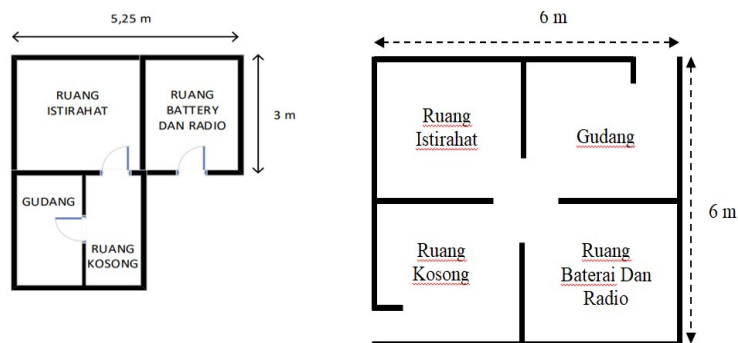 5,25 m
RUANG
ISTIRAHAT
RUANG
BATTERY
DAN RADIO
3 m
GUDANG
RUANG
KOSONG
6 m
Ruang
Istirahat
Gudang
6 m
Ruang
Kosong
Ruang
Baterai Dan
Radio